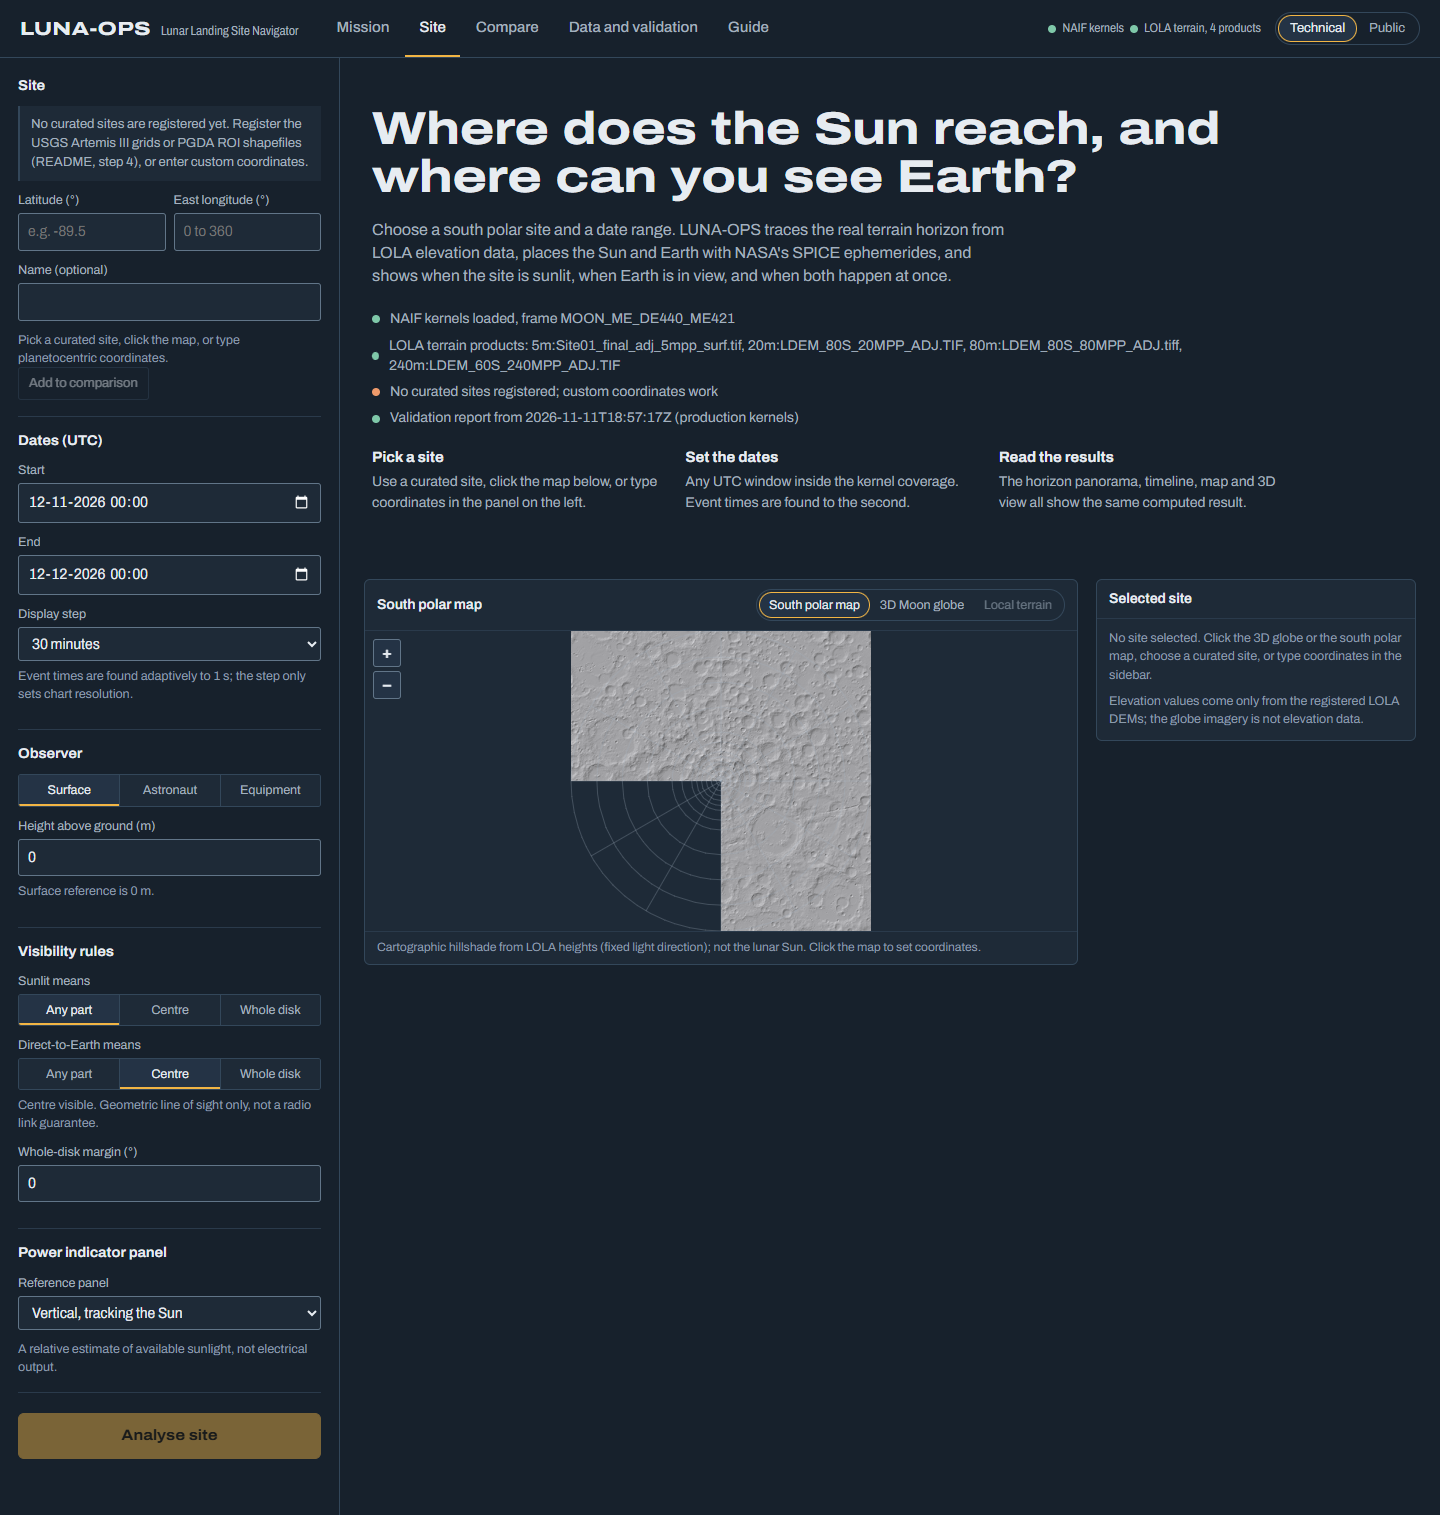 LUNA-OPS Lunar Landing Site Navigator Mission Site Compare Data and validation Guide NAIF kernels LOLA terrain, 4 products Technical Public
Site
No curated sites are registered yet. Register the
USGS Artemis III grids or PGDA ROI shapefiles
(README, step 4), or enter custom coordinates.
Latitude (°) East longitude (°)
e.g. -89.5 0 to 360
Name (optional)
Pick a curated site, click the map, or type
planetocentric coordinates.
Add to comparison
Dates (UTC)
Start
12-11-2026 00:00
End
12-12-2026 00:00
Display step
30 minutes
Event times are found adaptively to 1 s; the step only
sets chart resolution.
Observer
Surface Astronaut Equipment
Height above ground (m)
0
Surface reference is 0 m.
Visibility rules
Sunlit means
Any part Centre Whole disk
Direct-to-Earth means
Any part Centre Whole disk
Centre visible. Geometric line of sight only, not a radio
link guarantee.
Whole-disk margin (°)
0
Power indicator panel
Reference panel
Vertical, tracking the Sun
A relative estimate of available sunlight, not electrical
output.
Analyse site
Where does the Sun reach, and
where can you see Earth?
Choose a south polar site and a date range. LUNA-OPS traces the real terrain horizon from
LOLA elevation data, places the Sun and Earth with NASA's SPICE ephemerides, and
shows when the site is sunlit, when Earth is in view, and when both happen at once.
NAIF kernels loaded, frame MOON_ME_DE440_ME421
LOLA terrain products: 5m:Site01_final_adj_5mpp_surf.tif, 20m:LDEM_80S_20MPP_ADJ.TIF, 80m:LDEM_80S_80MPP_ADJ.tiff,
240m:LDEM_60S_240MPP_ADJ.TIF
No curated sites registered; custom coordinates work
Validation report from 2026-11-11T18:57:17Z (production kernels)
Pick a site
Use a curated site, click the map below, or type
coordinates in the panel on the left.
Set the dates
Any UTC window inside the kernel coverage.
Event times are found to the second.
Read the results
The horizon panorama, timeline, map and 3D
view all show the same computed result.
South polar map South polar map 3D Moon globe Local terrain
+
−
Cartographic hillshade from LOLA heights (fixed light direction); not the lunar Sun. Click the map to set coordinates.
Selected site
No site selected. Click the 3D globe or the south polar
map, choose a curated site, or type coordinates in the
sidebar.
Elevation values come only from the registered LOLA
DEMs; the globe imagery is not elevation data.